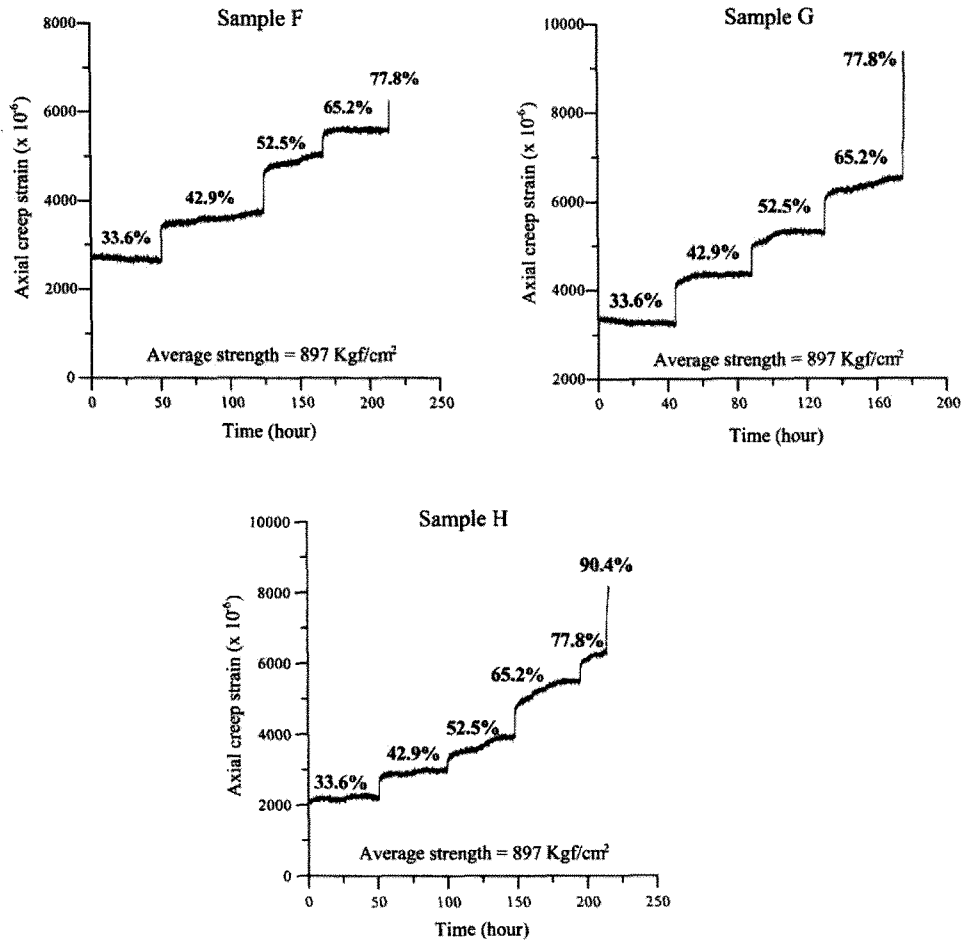 Sample F
8000
6000
4000
2000
0
Axial creep strain (x 10⁻⁶)
33.6%
42.9%
52.5%
65.2%
77.8%
Average strength = 897 Kgf/cm²
0 50 100 150 200 250
Time (hour)
Sample G
10000
8000
6000
4000
2000
Axial creep strain (x 10⁻⁶)
33.6%
42.9%
52.5%
65.2%
77.8%
Average strength = 897 Kgf/cm²
0 40 80 120 160 200
Time (hour)
Sample H
10000
8000
6000
4000
2000
0
Axial creep strain (x 10⁻⁶)
33.6%
42.9%
52.5%
65.2%
77.8%
90.4%
Average strength = 897 Kgf/cm²
0 50 100 150 200 250
Time (hour)